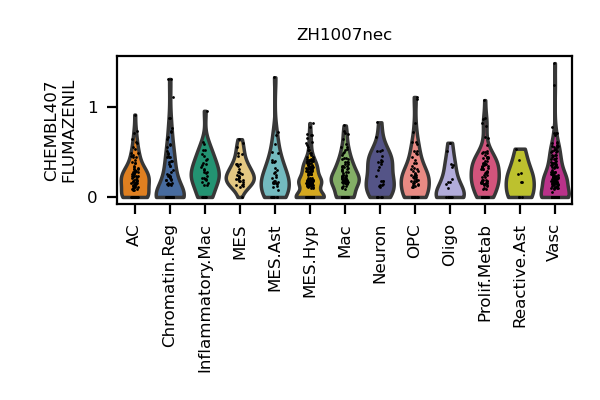 ZH1007nec
CHEMBL407
FLUMAZENIL
1
0
AC
Chromatin.Reg
Inflammatory.Mac
MES
MES.Ast
MES.Hyp
Mac
Neuron
OPC
Oligo
Prolif.Metab
Reactive.Ast
Vasc